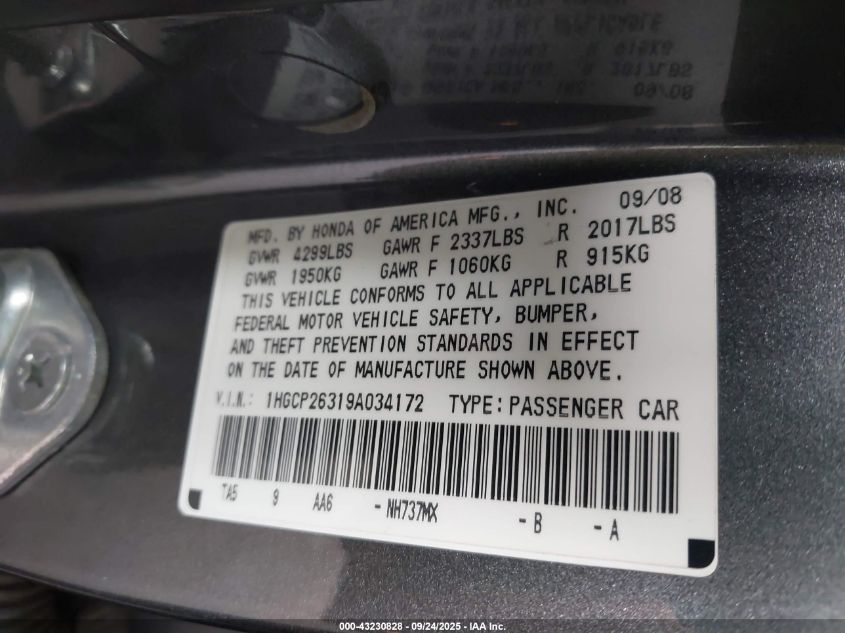 MFD. BY HONDA OF AMERICA MFG., INC. 09/08
GVWR 4299LBS GAWR F 2337LBS R 2017LBS
GVWR 1950KG GAWR F 1060KG R 915KG
THIS VEHICLE CONFORMS TO ALL APPLICABLE
FEDERAL MOTOR VEHICLE SAFETY, BUMPER,
AND THEFT PREVENTION STANDARDS IN EFFECT
ON THE DATE OF MANUFACTURE SHOWN ABOVE.
V.I.N.: 1HGCP26319A034172 TYPE:PASSENGER CAR
TA5 9 AA6 -NH737MX -B -A
000-43230828 - 09/24/2025 - IAA Inc.